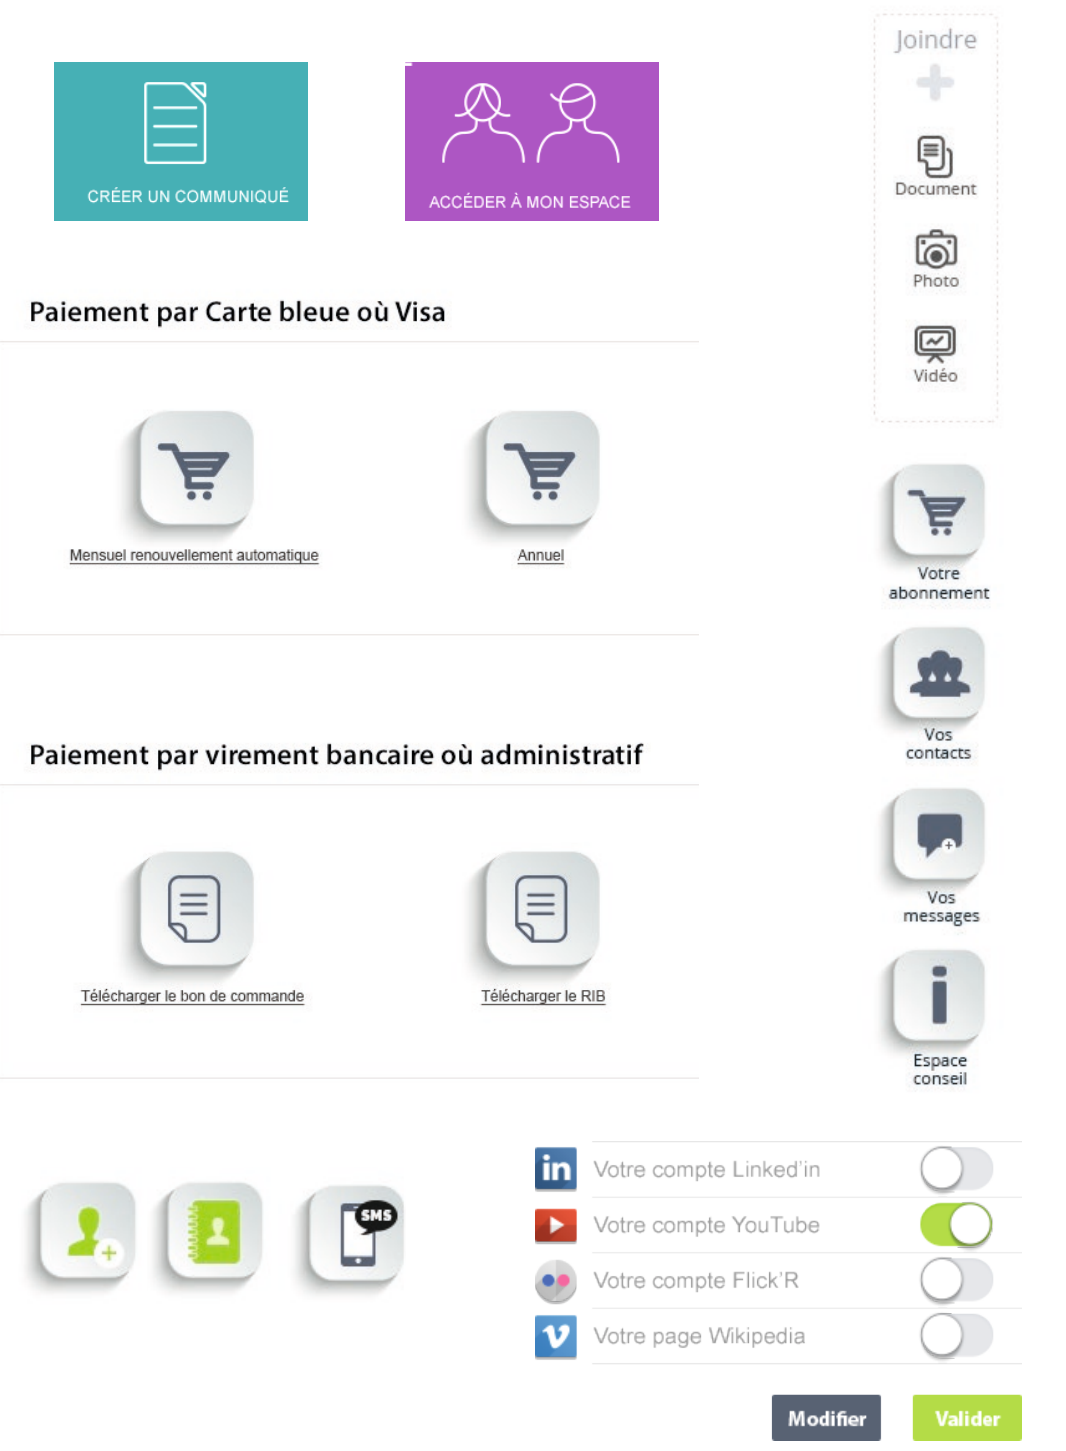 CRÉER UN COMMUNIQUÉ
ACCÉDER À MON ESPACE
Joindre
Document
Photo
Vidéo
Paiement par Carte bleue où Visa
Mensuel renouvellement automatique
Annuel
Votre
abonnement
Vos
contacts
Paiement par virement bancaire où administratif
Vos
messages
Télécharger le bon de commande
Télécharger le RIB
Espace
conseil
SMS
in
Votre compte Linked'in
Votre compte YouTube
Votre compte Flick'R
Votre page Wikipedia
Modifier
Valider